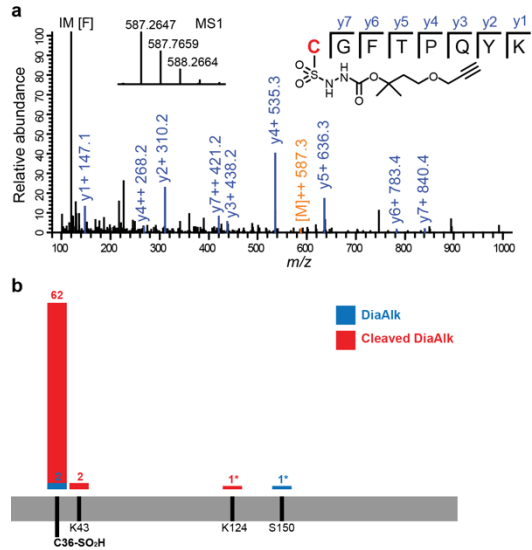 a
IM [F]
587.2647
MS1
587.7659
588.2664
y7 y6 y5 y4 y3 y2 y1
C G F T P Q Y K
O S O N H N H O O O
Relative abundance
100
90
80
70
60
50
40
30
20
10
0
y1+ 147.1
y4++ 268.2
y2+ 310.2
y7++ 421.2
y3+ 438.2
y4+ 535.3
[M]++ 587.3
y5+ 636.3
y6+ 783.4
y7+ 840.4
100 200 300 400 500 600 700 800 900 1000
m/z
b
62
DiaAlk
Cleaved DiaAlk
2
1*
1*
K43
K124
S150
C36-SO₂H